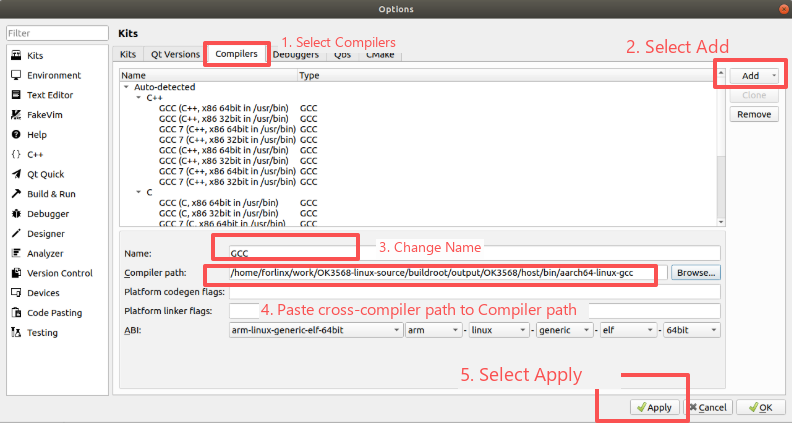 Options
Filter
Kits
Kits
Environment
Text Editor
FakeVim
Help
{} C++
Qt Quick
Build & Run
Debugger
Designer
Analyzer
Version Control
Devices
Code Pasting
Testing
1. Select Compilers
2. Select Add
Kits Qt Versions Compilers Debuggers Qbs CMake
Name Type
Auto-detected
C++
GCC (C++, x86 64bit in /usr/bin) GCC
GCC (C++, x86 32bit in /usr/bin) GCC
GCC 7 (C++, x86 64bit in /usr/bin) GCC
GCC (C++, x86 64bit in /usr/bin) GCC
GCC (C++, x86 32bit in /usr/bin) GCC
GCC 7 (C++, x86 64bit in /usr/bin) GCC
GCC 7 (C++, x86 32bit in /usr/bin) GCC
C
GCC (C, x86 64bit in /usr/bin) GCC
GCC (C, x86 32bit in /usr/bin) GCC
GCC 7 (C, x86 64bit in /usr/bin) GCC
Add
Clone
Remove
3. Change Name
Name: GCC
Compiler path: /home/forlinx/work/OK3568-linux-source/buildroot/output/OK3568/host/bin/aarch64-linux-gcc Browse...
Platform codegen flags:
4. Paste cross-compiler path to Compiler path
Platform linker flags:
ABI: arm-linux-generic-elf-64bit arm - linux - generic - elf - 64bit
5. Select Apply
Apply Cancel OK